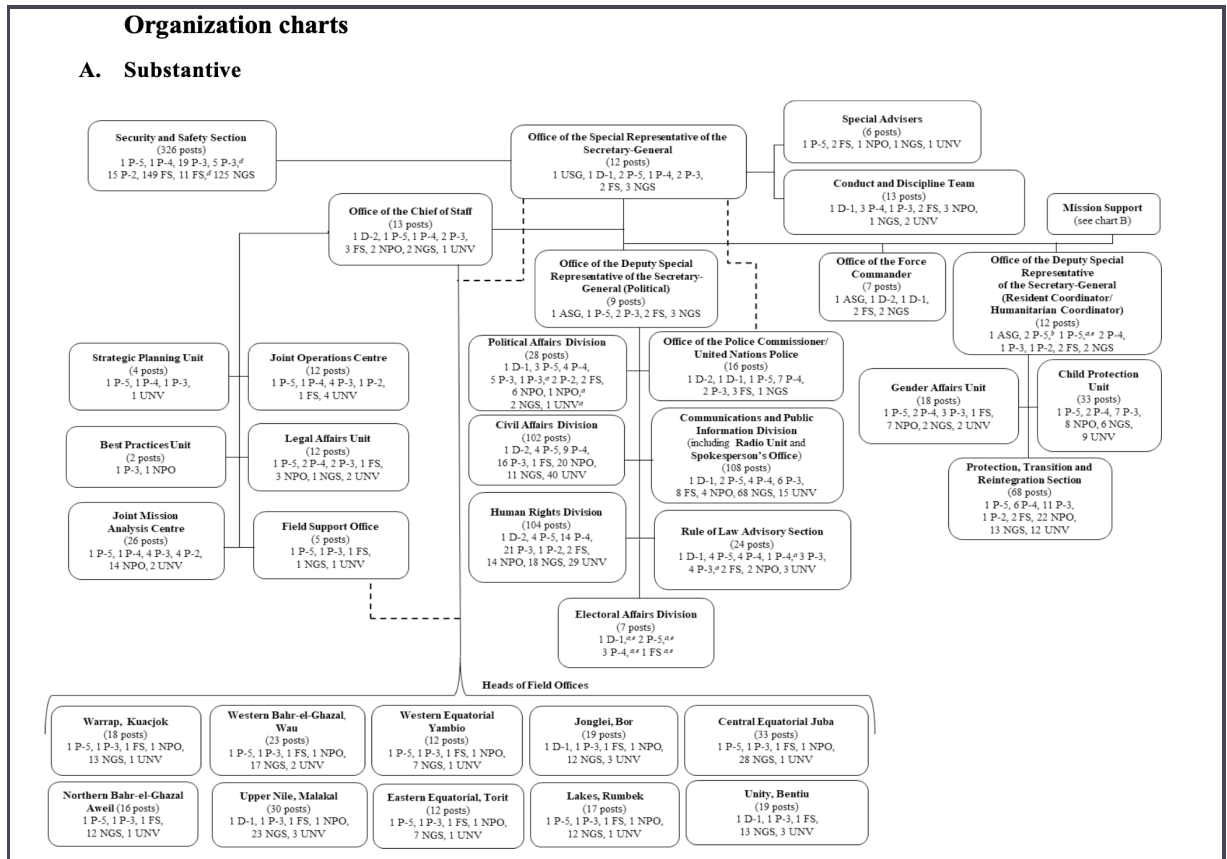 Organization charts
A. Substantive
Security and Safety Section
(326 posts)
1 P-5, 1 P-4, 19 P-3, 5 P-3,d
15 P-2, 149 FS, 11 FS,d 125 NGS
Office of the Special Representative of the
Secretary-General
(12 posts)
1 USG, 1 D-1, 2 P-5, 1 P-4, 2 P-3,
2 FS, 3 NGS
Special Advisers
(6 posts)
1 P-5, 2 FS, 1 NPO, 1 NGS, 1 UNV
Conduct and Discipline Team
(13 posts)
1 D-1, 3 P-4, 1 P-3, 2 FS, 3 NPO,
1 NGS, 2 UNV
Mission Support
(see chart B)
Office of the Chief of Staff
(13 posts)
1 D-2, 1 P-5, 1 P-4, 2 P-3,
3 FS, 2 NPO, 2 NGS, 1 UNV
Office of the Deputy Special
Representative of the Secretary-
General (Political)
(9 posts)
1 ASG, 1 P-5, 2 P-3, 2 FS, 3 NGS
Office of the Force
Commander
(7 posts)
1 ASG, 1 D-2, 1 D-1,
2 FS, 2 NGS
Office of the Deputy Special
Representative
of the Secretary-General
(Resident Coordinator/
Humanitarian Coordinator)
(12 posts)
1 ASG, 2 P-5,b 1 P-5,a,e 2 P-4,
1 P-3, 1 P-2, 2 FS, 2 NGS
Strategic Planning Unit
(4 posts)
1 P-5, 1 P-4, 1 P-3,
1 UNV
Joint Operations Centre
(12 posts)
1 P-5, 1 P-4, 4 P-3, 1 P-2,
1 FS, 4 UNV
Political Affairs Division
(28 posts)
1 D-1, 3 P-5, 4 P-4,
5 P-3, 1 P-3,a 2 P-2, 2 FS,
6 NPO, 1 NPO,a
2 NGS, 1 UNVa
Office of the Police Commissioner/
United Nations Police
(16 posts)
1 D-2, 1 D-1, 1 P-5, 7 P-4,
2 P-3, 3 FS, 1 NGS
Gender Affairs Unit
(18 posts)
1 P-5, 2 P-4, 3 P-3, 1 FS,
7 NPO, 2 NGS, 2 UNV
Child Protection
Unit
(33 posts)
1 P-5, 2 P-4, 7 P-3,
8 NPO, 6 NGS,
9 UNV
Best Practices Unit
(2 posts)
1 P-3, 1 NPO
Legal Affairs Unit
(12 posts)
1 P-5, 2 P-4, 2 P-3, 1 FS,
3 NPO, 1 NGS, 2 UNV
Civil Affairs Division
(102 posts)
1 D-2, 4 P-5, 9 P-4,
16 P-3, 1 FS, 20 NPO,
11 NGS, 40 UNV
Communications and Public
Information Division
(including Radio Unit and
Spokesperson's Office)
(108 posts)
1 D-1, 2 P-5, 4 P-4, 6 P-3,
8 FS, 4 NPO, 68 NGS, 15 UNV
Protection, Transition and
Reintegration Section
(68 posts)
1 P-5, 6 P-4, 11 P-3,
1 P-2, 2 FS, 22 NPO,
13 NGS, 12 UNV
Joint Mission
Analysis Centre
(26 posts)
1 P-5, 1 P-4, 4 P-3, 4 P-2,
14 NPO, 2 UNV
Field Support Office
(5 posts)
1 P-5, 1 P-3, 1 FS,
1 NGS, 1 UNV
Human Rights Division
(104 posts)
1 D-2, 4 P-5, 14 P-4,
21 P-3, 1 P-2, 2 FS,
14 NPO, 18 NGS, 29 UNV
Rule of Law Advisory Section
(24 posts)
1 D-1, 4 P-5, 4 P-4, 1 P-4,a 3 P-3,
4 P-3,a 2 FS, 2 NPO, 3 UNV
Electoral Affairs Division
(7 posts)
1 D-1,a,e 2 P-5,a,e
3 P-4,a,e 1 FS a,e
Heads of Field Offices
Warrap, Kuacjok
(18 posts)
1 P-5, 1 P-3, 1 FS, 1 NPO,
13 NGS, 1 UNV
Western Bahr-el-Ghazal,
Wau
(23 posts)
1 P-5, 1 P-3, 1 FS, 1 NPO,
17 NGS, 2 UNV
Western Equatorial
Yambio
(12 posts)
1 P-5, 1 P-3, 1 FS, 1 NPO,
7 NGS, 1 UNV
Jonglei, Bor
(19 posts)
1 D-1, 1 P-3, 1 FS, 1 NPO,
12 NGS, 3 UNV
Central Equatorial Juba
(33 posts)
1 P-5, 1 P-3, 1 FS, 1 NPO,
28 NGS, 1 UNV
Northern Bahr-el-Ghazal
Aweil (16 posts)
1 P-5, 1 P-3, 1 FS,
12 NGS, 1 UNV
Upper Nile, Malakal
(30 posts)
1 D-1, 1 P-3, 1 FS, 1 NPO,
23 NGS, 3 UNV
Eastern Equatorial, Torit
(12 posts)
1 P-5, 1 P-3, 1 FS, 1 NPO,
7 NGS, 1 UNV
Lakes, Rumbek
(17 posts)
1 P-5, 1 P-3, 1 FS, 1 NPO,
12 NGS, 1 UNV
Unity, Bentiu
(19 posts)
1 D-1, 1 P-3, 1 FS,
13 NGS, 3 UNV